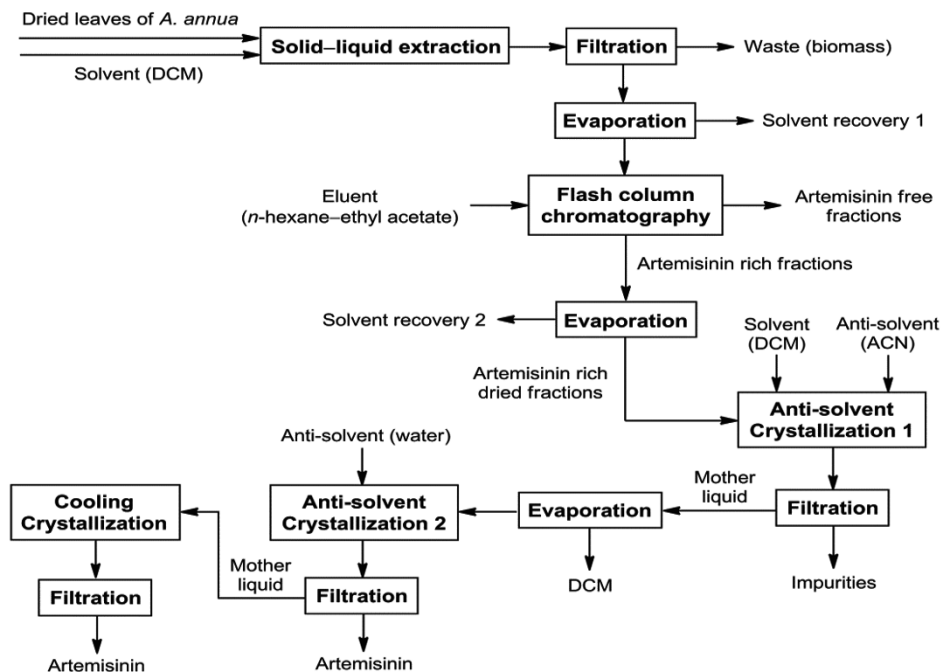 Dried leaves of A. annua
Solvent (DCM)
Solid–liquid extraction
Filtration
Waste (biomass)
Evaporation
Solvent recovery 1
Eluent
(n-hexane–ethyl acetate)
Flash column
chromatography
Artemisinin free
fractions
Artemisinin rich fractions
Solvent recovery 2
Evaporation
Solvent
(DCM)
Anti-solvent
(ACN)
Artemisinin rich
dried fractions
Anti-solvent
Crystallization 1
Anti-solvent (water)
Cooling
Crystallization
Anti-solvent
Crystallization 2
Evaporation
Mother
liquid
Filtration
Filtration
Mother
liquid
Filtration
DCM
Impurities
Artemisinin
Artemisinin